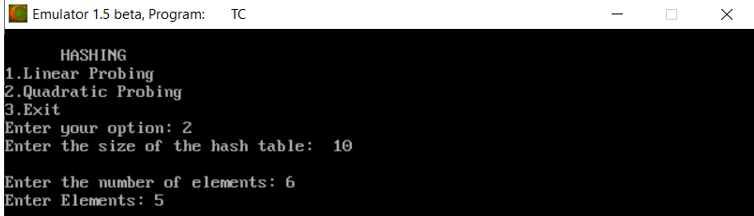 Emulator 1.5 beta, Program: TC
HASHING
1.Linear Probing
2.Quadratic Probing
3.Exit
Enter your option: 2
Enter the size of the hash table: 10
Enter the number of elements: 6
Enter Elements: 5